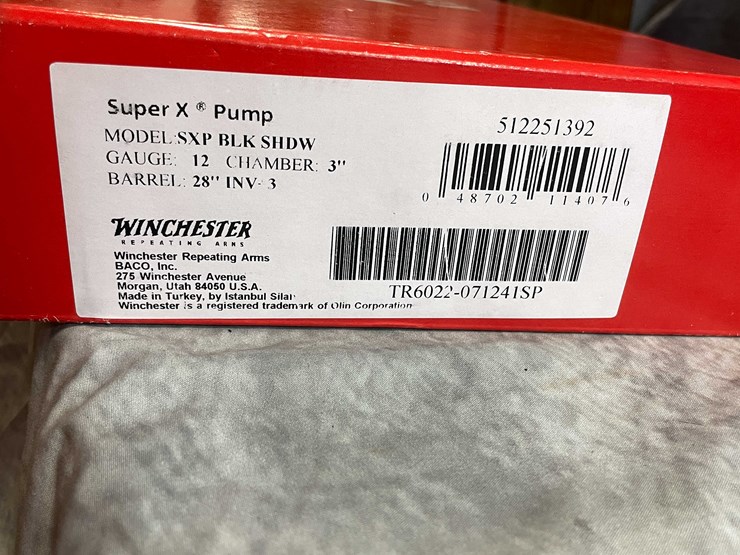 Super X ® Pump
MODEL:SXP BLK SHDW
GAUGE: 12 CHAMBER: 3"
BARREL: 28" INV- 3
WINCHESTER
REPEATING ARMS
Winchester Repeating Arms
BACO, Inc.
275 Winchester Avenue
Morgan, Utah 84050 U.S.A.
Made in Turkey, by Istanbul Silah
Winchester is a registered trademark of Olin Corporation
512251392
0 48702 11407 6
TR6022-071241SP